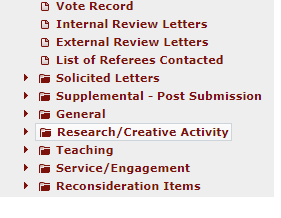 Vote Record
Internal Review Letters
External Review Letters
List of Referees Contacted
Solicited Letters
Supplemental - Post Submission
General
Research/Creative Activity
Teaching
Service/Engagement
Reconsideration Items